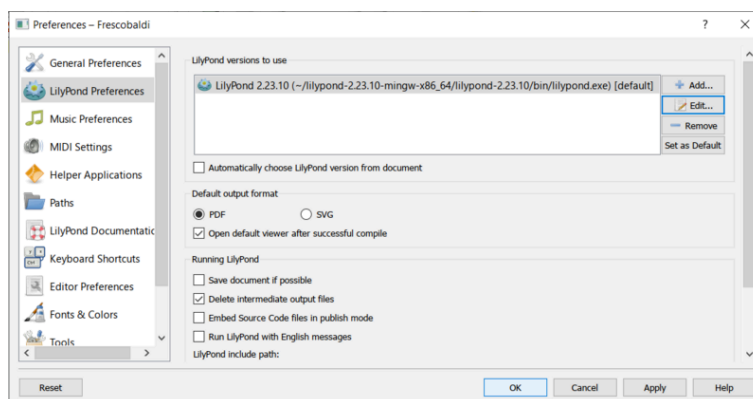 Preferences – Frescobaldi
?
General Preferences
LilyPond Preferences
Music Preferences
MIDI Settings
Helper Applications
Paths
LilyPond Documentatic
Keyboard Shortcuts
Editor Preferences
Fonts & Colors
Tools
LilyPond versions to use
LilyPond 2.23.10 (~/lilypond-2.23.10-mingw-x86_64/lilypond-2.23.10/bin/lilypond.exe) [default]
Add...
Edit...
Remove
Set as Default
Automatically choose LilyPond version from document
Default output format
PDF
SVG
Open default viewer after successful compile
Running LilyPond
Save document if possible
Delete intermediate output files
Embed Source Code files in publish mode
Run LilyPond with English messages
LilyPond include path:
Reset
OK
Cancel
Apply
Help